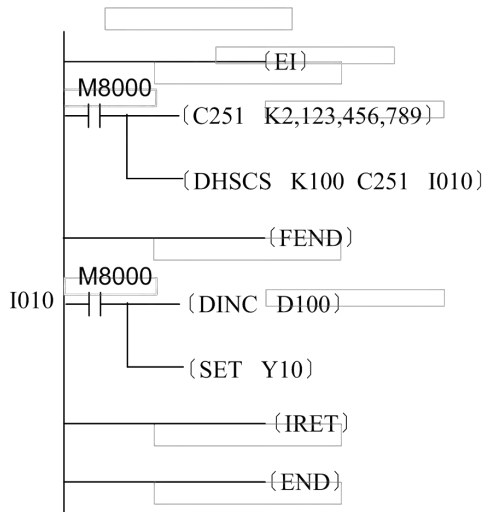 〔EI〕
M8000
〔C251 K2,123,456,789〕
〔DHSCS K100 C251 I010〕
〔FEND〕
M8000
I010 〔DINC D100〕
〔SET Y10〕
〔IRET〕
〔END〕